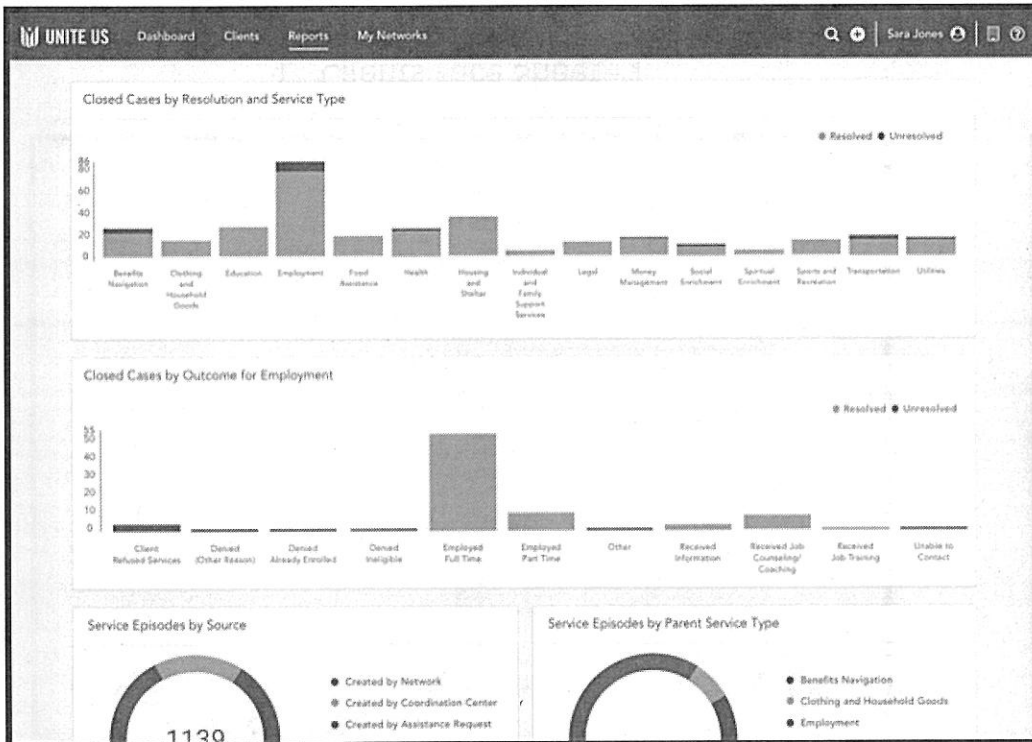 UNITE US Dashboard Clients Reports My Networks Sara Jones
Closed Cases by Resolution and Service Type
Resolved Unresolved
86
80
60
40
20
0
Benefits Navigation
Clothing and Household Goods
Education
Employment
Food Assistance
Health
Housing and Shelter
Individual and Family Support Services
Legal
Money Management
Social Enrichment
Spiritual Enrichment
Sports and Recreation
Transportation
Utilities
Closed Cases by Outcome for Employment
Resolved Unresolved
55
50
40
30
20
10
0
Client Refused Services
Denied (Other Reason)
Denied Already Enrolled
Denied Ineligible
Employed Full Time
Employed Part Time
Other
Received Information
Received Job Counseling/ Coaching
Received Job Training
Unable to Contact
Service Episodes by Source
1139
Created by Network
Created by Coordination Center
Created by Assistance Request
Service Episodes by Parent Service Type
Benefits Navigation
Clothing and Household Goods
Employment